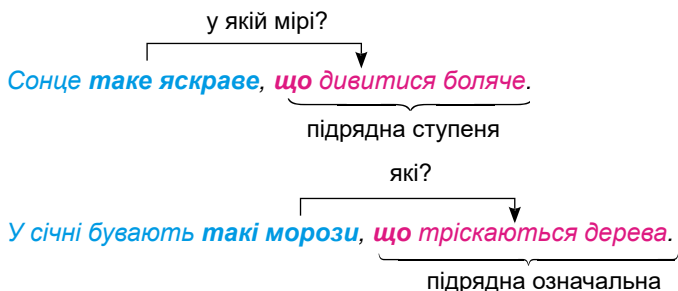 у якій мірі?
Сонце таке яскраве, що дивитися боляче.
підрядна ступеня
які?
У січні бувають такі морози, що тріскаються дерева.
підрядна означальна